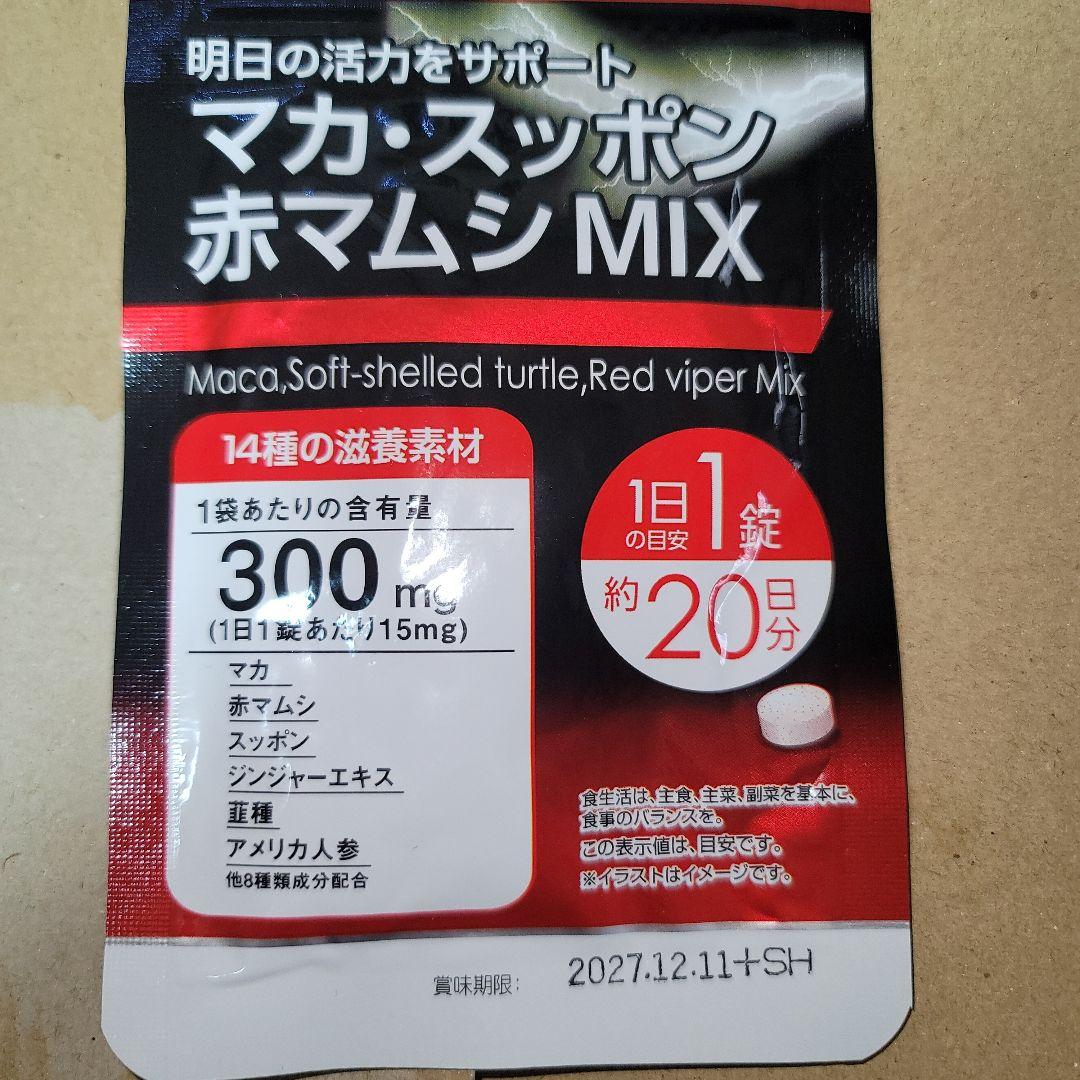 明日の活力をサポート
マカ・スッポン
赤マムシ MIX
Maca,Soft-shelled turtle,Red viper Mix
14種の滋養素材
1袋あたりの含有量
300mg
(1日1錠あたり15mg)
マカ
赤マムシ
スッポン
ジンジャーエキス
韮種
アメリカ人参
他8種類成分配合
1日の目安1錠
約20日分
食生活は、主食、主菜、副菜を基本に、
食事のバランスを。
この表示値は、目安です。
※イラストはイメージです。
賞味期限: 2027.12.11+SH